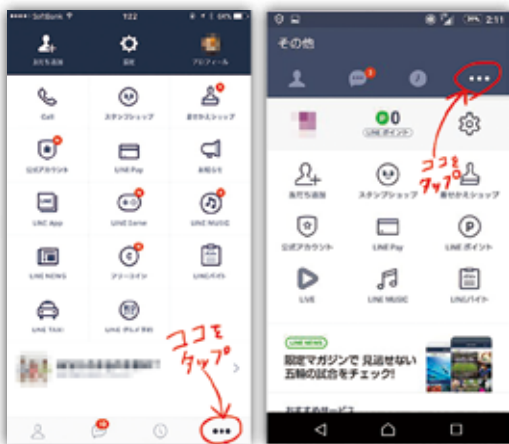 SoftBank
1:22
友だち追加
設定
プロフィール
Call
スタンプショップ
着せかえショップ
公式アカウント
LINE Pay
お知らせ
LINE App
LINE Game
LINE MUSIC
LINE NEWS
フリーコイン
LINEバイト
LINE TAXI
LINE グルメ予約
ココを
タップ
2:11
その他
0
LINE ポイント
ココを
タップ
友だち追加
スタンプショップ
着せかえショップ
公式アカウント
LINE Pay
LINE ポイント
LIVE
LINE MUSIC
LINEバイト
LINE NEWS
限定マガジンで 見逃せない
五輪の試合をチェック!
おすすめサービス